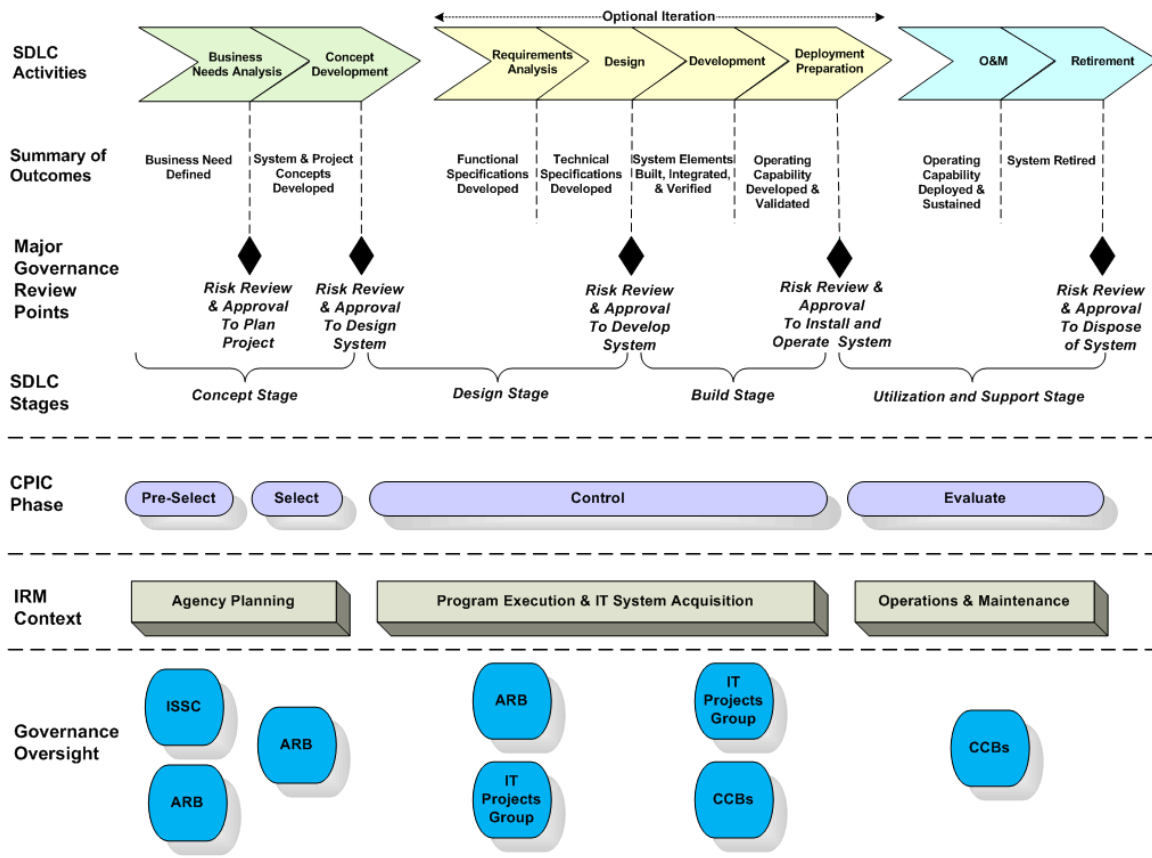 Optional Iteration
SDLC
Activities
Business
Needs Analysis
Concept
Development
Requirements
Analysis
Design
Development
Deployment
Preparation
O&M
Retirement
Summary of
Outcomes
Business Need
Defined
System & Project
Concepts
Developed
Functional
Specifications
Developed
Technical
Specifications
Developed
System Elements
Built, Integrated,
& Verified
Operating
Capability
Developed &
Validated
Operating
Capability
Deployed &
Sustained
System Retired
Major
Governance
Review
Points
Risk Review
& Approval
To Plan
Project
Risk Review
& Approval
To Design
System
Risk Review
& Approval
To Develop
System
Risk Review &
Approval
To Install and
Operate System
Risk Review
& Approval
To Dispose
of System
SDLC
Stages
Concept Stage
Design Stage
Build Stage
Utilization and Support Stage
CPIC
Phase
Pre-Select
Select
Control
Evaluate
IRM
Context
Agency Planning
Program Execution & IT System Acquisition
Operations & Maintenance
Governance
Oversight
ISSC
ARB
ARB
ARB
IT
Projects
Group
IT
Projects
Group
CCBs
CCBs